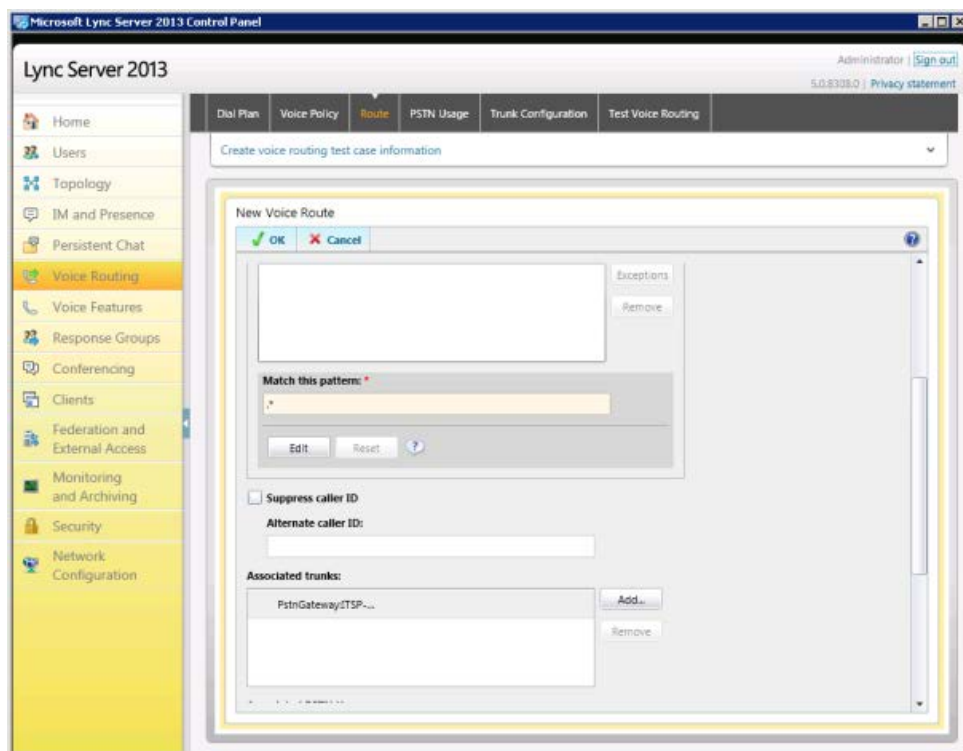 Microsoft Lync Server 2013 Control Panel
Lync Server 2013
Administrator | Sign out
5.0.8308.0 | Privacy statement
Home
Users
Topology
IM and Presence
Persistent Chat
Voice Routing
Voice Features
Response Groups
Conferencing
Clients
Federation and
External Access
Monitoring
and Archiving
Security
Network
Configuration
Dial Plan Voice Policy Route PSTN Usage Trunk Configuration Test Voice Routing
Create voice routing test case information
New Voice Route
OK Cancel
Exceptions
Remove
Match this pattern: *
.*
Edit Reset ?
Suppress caller ID
Alternate caller ID:
Associated trunks:
PstnGateway:ITSP-...
Add...
Remove